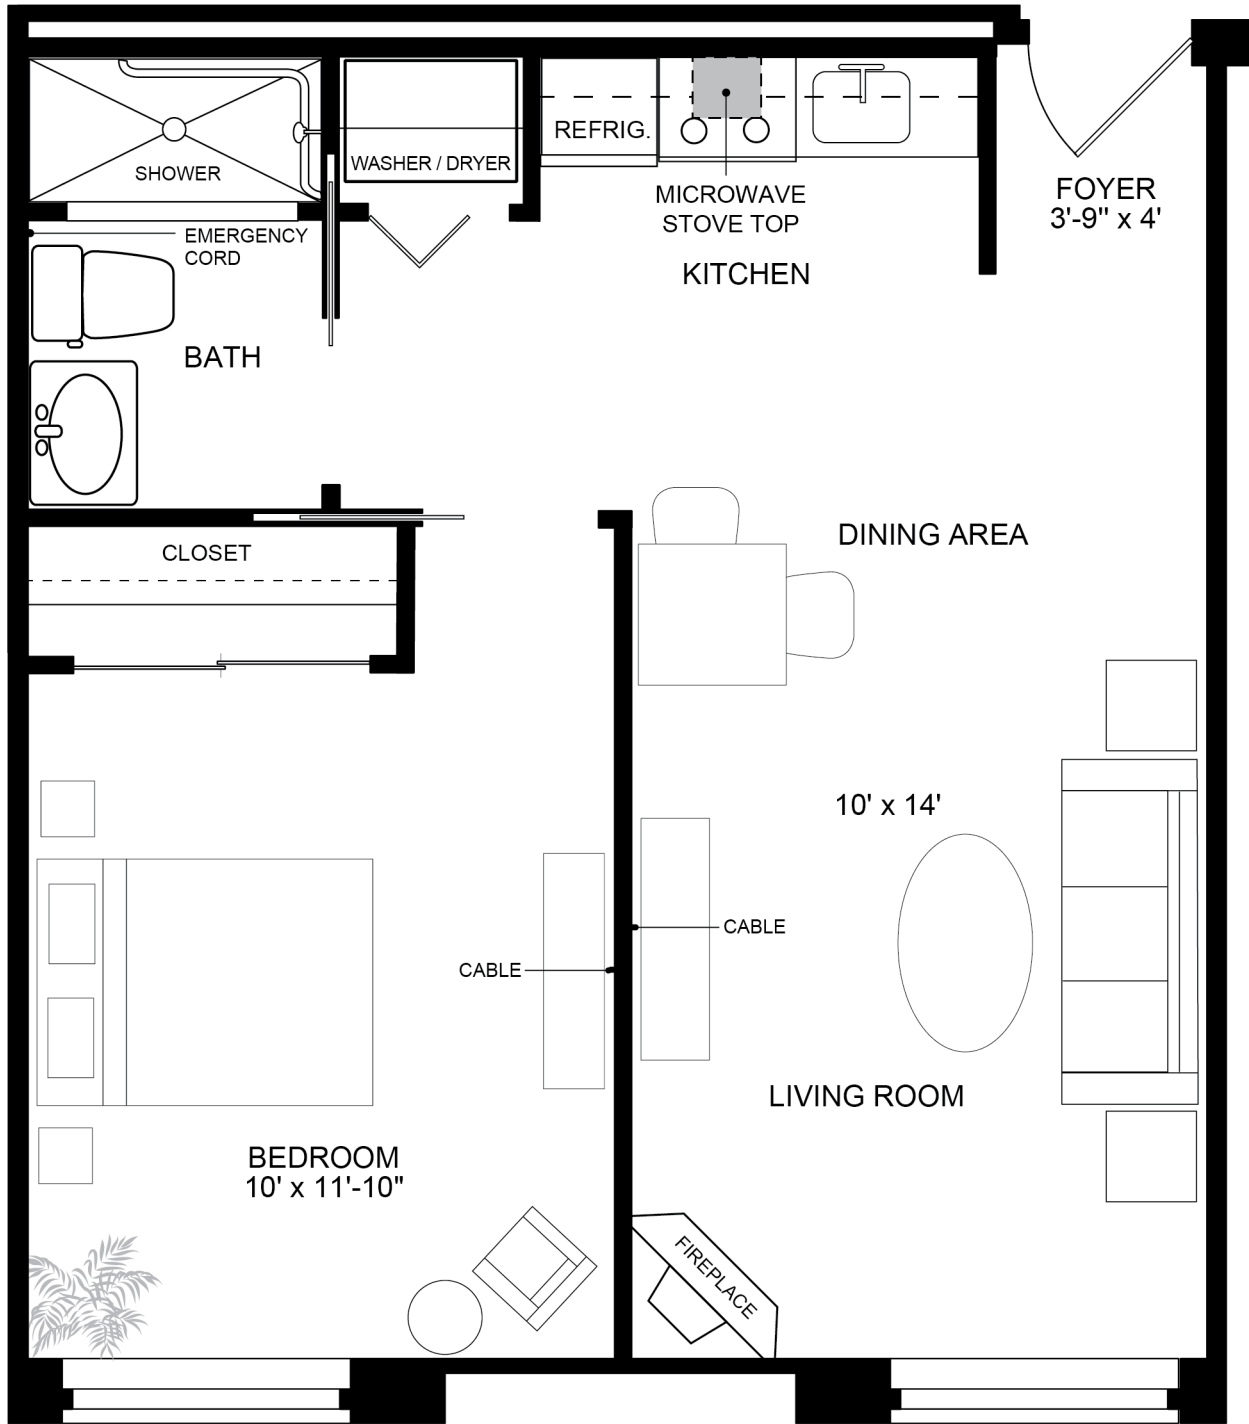 REFRIG.
WASHER / DRYER
SHOWER
MICROWAVE
STOVE TOP
FOYER
3'-9" x 4'
EMERGENCY
CORD
KITCHEN
BATH
DINING AREA
CLOSET
10' x 14'
CABLE
CABLE
LIVING ROOM
BEDROOM
10' x 11'-10"
FIREPLACE